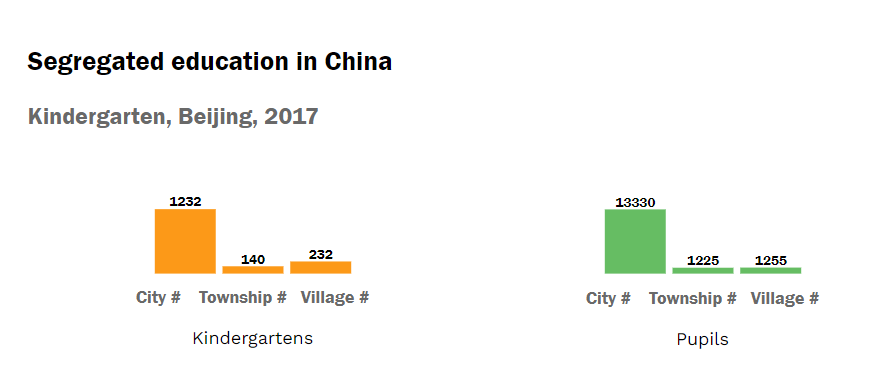 Segregated education in China
Kindergarten, Beijing, 2017
1232
140
232
City # Township # Village #
Kindergartens
13330
1225
1255
City # Township # Village #
Pupils